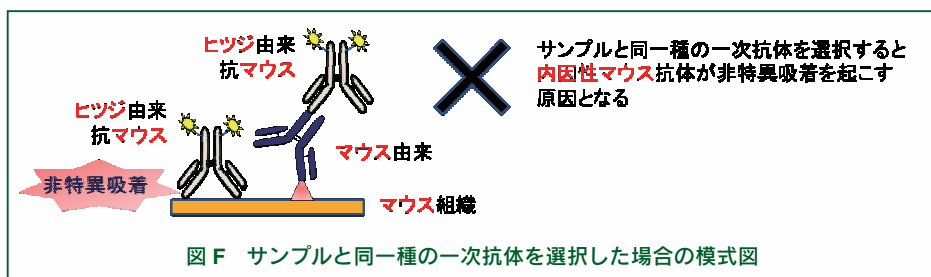 ヒツジ由来
抗マウス
サンプルと同一種の一次抗体を選択すると
内因性マウス抗体が非特異吸着を起こす
原因となる
ヒツジ由来
抗マウス
マウス由来
非特異吸着
マウス組織
図 F　サンプルと同一種の一次抗体を選択した場合の模式図